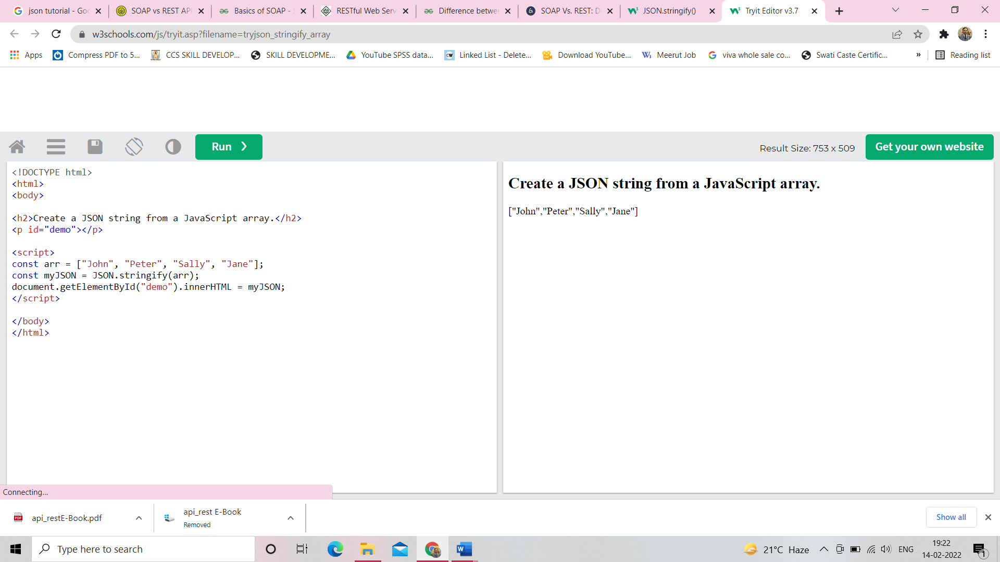 json tutorial - Goo
SOAP vs REST API
Basics of SOAP - S
RESTful Web Serv
Difference betwee
SOAP Vs. REST: Di
JSON.stringify()
Tryit Editor v3.7
w3schools.com/js/tryit.asp?filename=tryjson_stringify_array
Apps
Compress PDF to 5...
CCS SKILL DEVELOP...
SKILL DEVELOPME...
YouTube SPSS data...
Linked List - Delete...
Download YouTube...
Meerut Job
viva whole sale co...
Swati Caste Certific...
»
Reading list
Run ❯
Result Size: 753 x 509
Get your own website
<!DOCTYPE html>
<html>
<body>
<h2>Create a JSON string from a JavaScript array.</h2>
<p id="demo"></p>
<script>
const arr = ["John", "Peter", "Sally", "Jane"];
const myJSON = JSON.stringify(arr);
document.getElementById("demo").innerHTML = myJSON;
</script>
</body>
</html>
Create a JSON string from a JavaScript array.
["John","Peter","Sally","Jane"]
Connecting...
api_restE-Book.pdf
api_rest E-Book
Removed
Show all
Type here to search
21°C Haze
ENG
19:22
14-02-2022
1